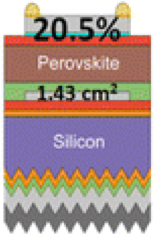 20.5%
Perovskite
1.43 cm²
Silicon